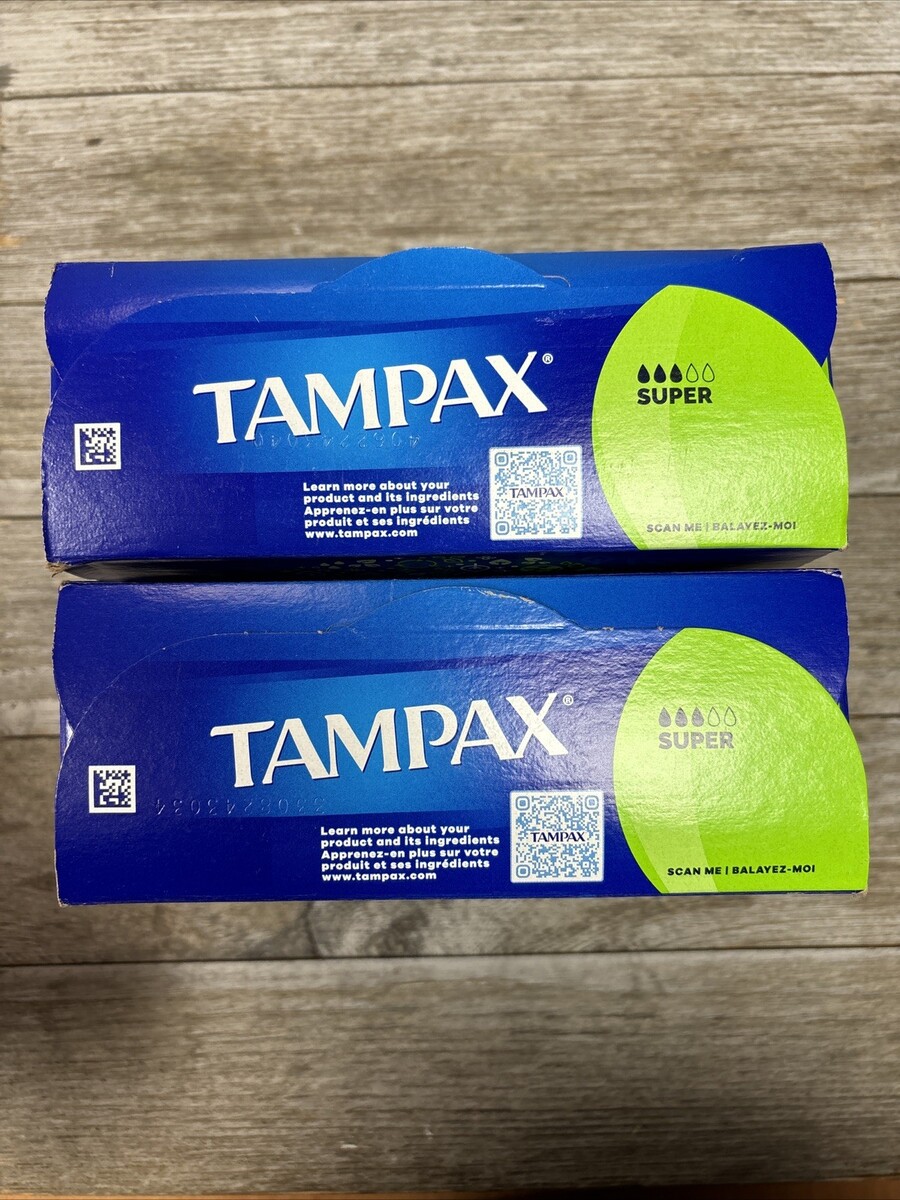 TAMPAX®
SUPER
Learn more about your
product and its ingredients
Apprenez-en plus sur votre
produit et ses ingrédients
www.tampax.com
TAMPAX
SCAN ME | BALAYEZ-MOI
TAMPAX®
SUPER
3308243034
Learn more about your
product and its ingredients
Apprenez-en plus sur votre
produit et ses ingrédients
www.tampax.com
TAMPAX
SCAN ME | BALAYEZ-MOI